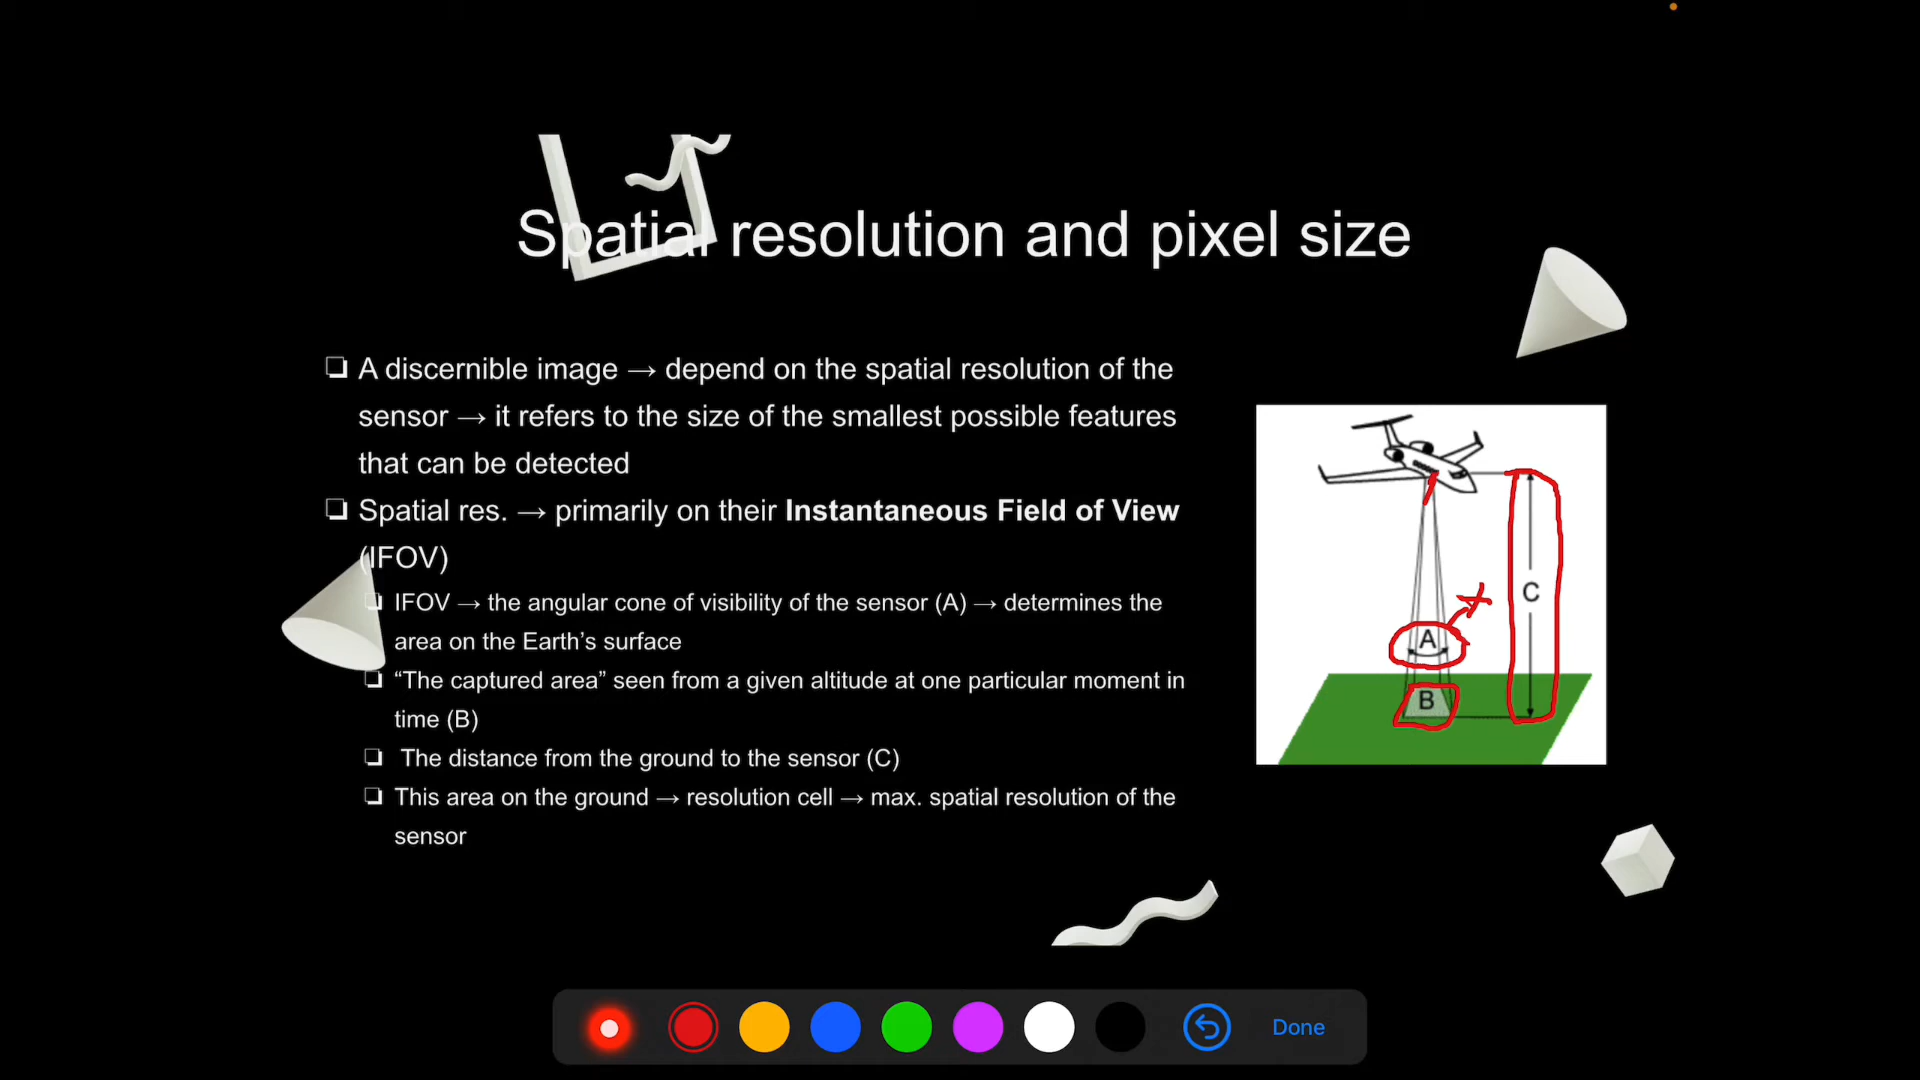 Spatial resolution and pixel size
❏ A discernible image → depend on the spatial resolution of the
sensor → it refers to the size of the smallest possible features
that can be detected
❏ Spatial res. → primarily on their Instantaneous Field of View
(IFOV)
❏ IFOV → the angular cone of visibility of the sensor (A) → determines the
area on the Earth’s surface
❏ “The captured area” seen from a given altitude at one particular moment in
time (B)
❏ The distance from the ground to the sensor (C)
❏ This area on the ground → resolution cell → max. spatial resolution of the
sensor
C
A
B
Done